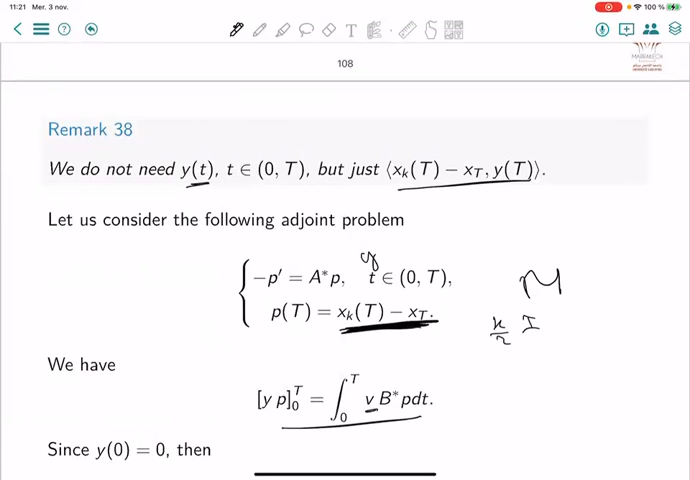 11:21 Mer. 3 nov.
100 %
T
108
MARRAKECH
Remark 38
We do not need y(t), t ∈ (0, T), but just ⟨x_k(T) − x_T, y(T)⟩.
Let us consider the following adjoint problem
−p′ = A*p, t ∈ (0, T),
p(T) = x_k(T) − x_T.
We have
[y p]_0^T = ∫_0^T v B* p dt.
Since y(0) = 0, then